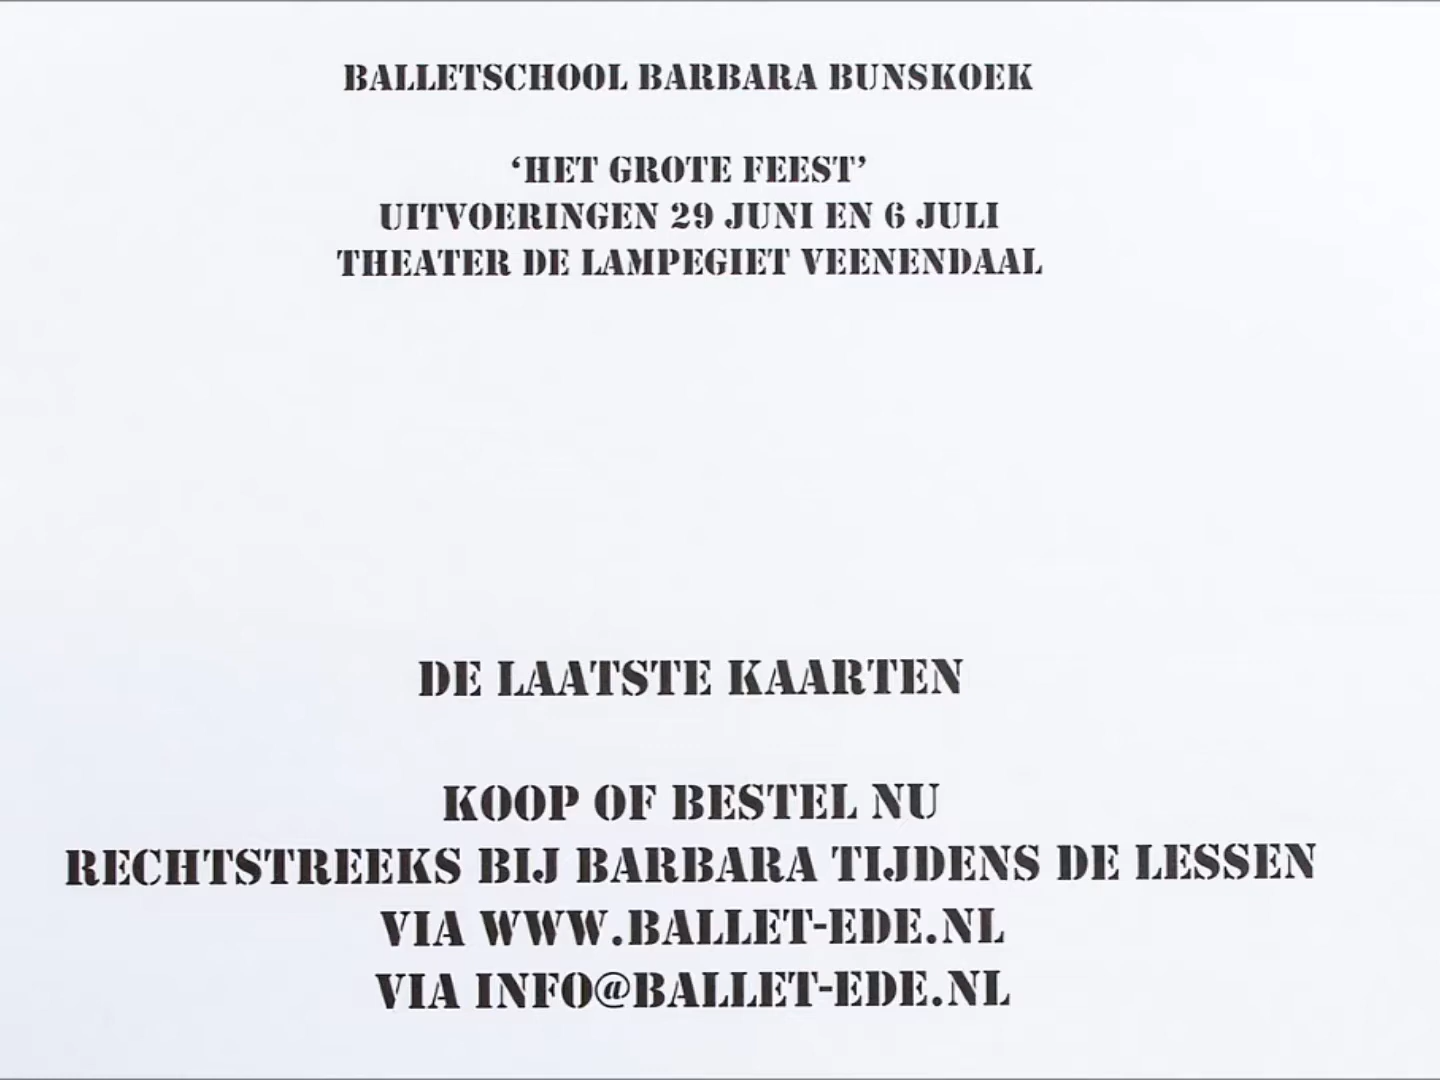 BALLETSCHOOL BARBARA BUNSKOEK
‘HET GROTE FEEST’
UITVOERINGEN 29 JUNI EN 6 JULI
THEATER DE LAMPEGIET VEENENDAAL
DE LAATSTE KAARTEN
KOOP OF BESTEL NU
RECHTSTREEKS BIJ BARBARA TIJDENS DE LESSEN
VIA WWW.BALLET-EDE.NL
VIA INFO@BALLET-EDE.NL